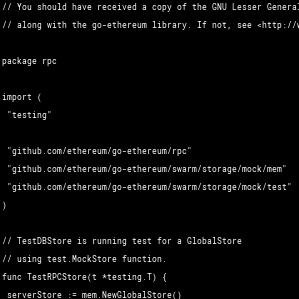 // You should have received a copy of the GNU Lesser General
// along with the go-ethereum library. If not, see <http://

package rpc

import (
 "testing"

 "github.com/ethereum/go-ethereum/rpc"
 "github.com/ethereum/go-ethereum/swarm/storage/mock/mem"
 "github.com/ethereum/go-ethereum/swarm/storage/mock/test"
)

// TestDBStore is running test for a GlobalStore
// using test.MockStore function.
func TestRPCStore(t *testing.T) {
 serverStore := mem.NewGlobalStore()